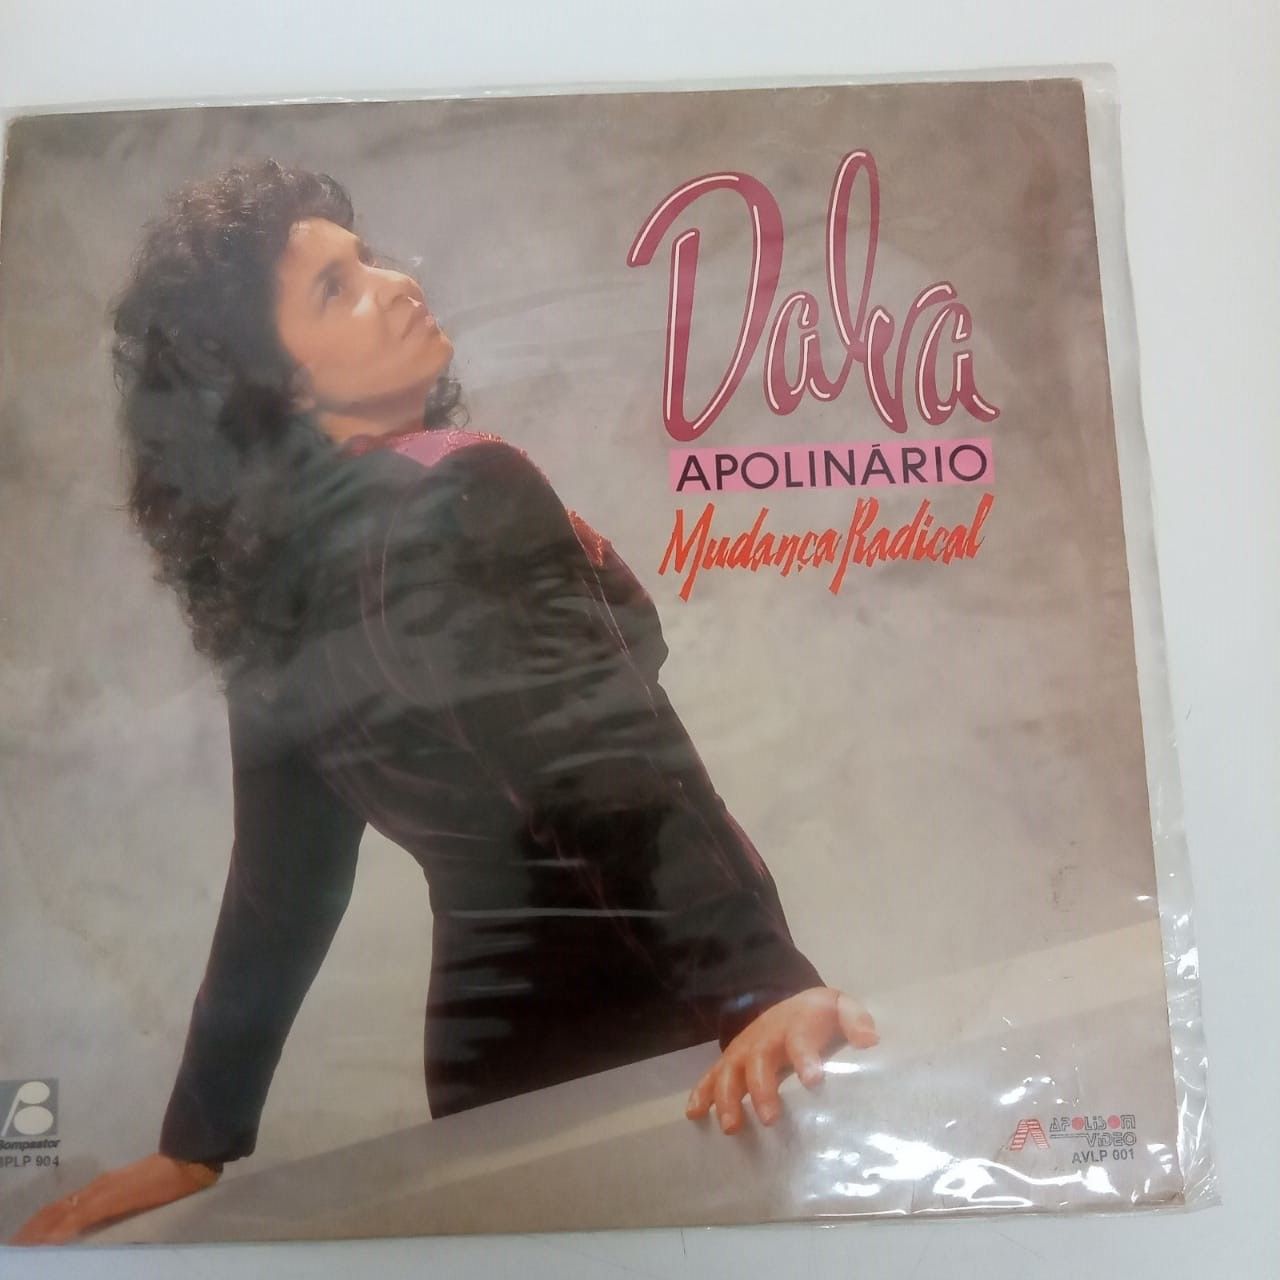 Dalva
APOLINÁRIO
Mudança Radical
Bompastor
BPLP 904
APOLISOM
VIDEO
AVLP 001